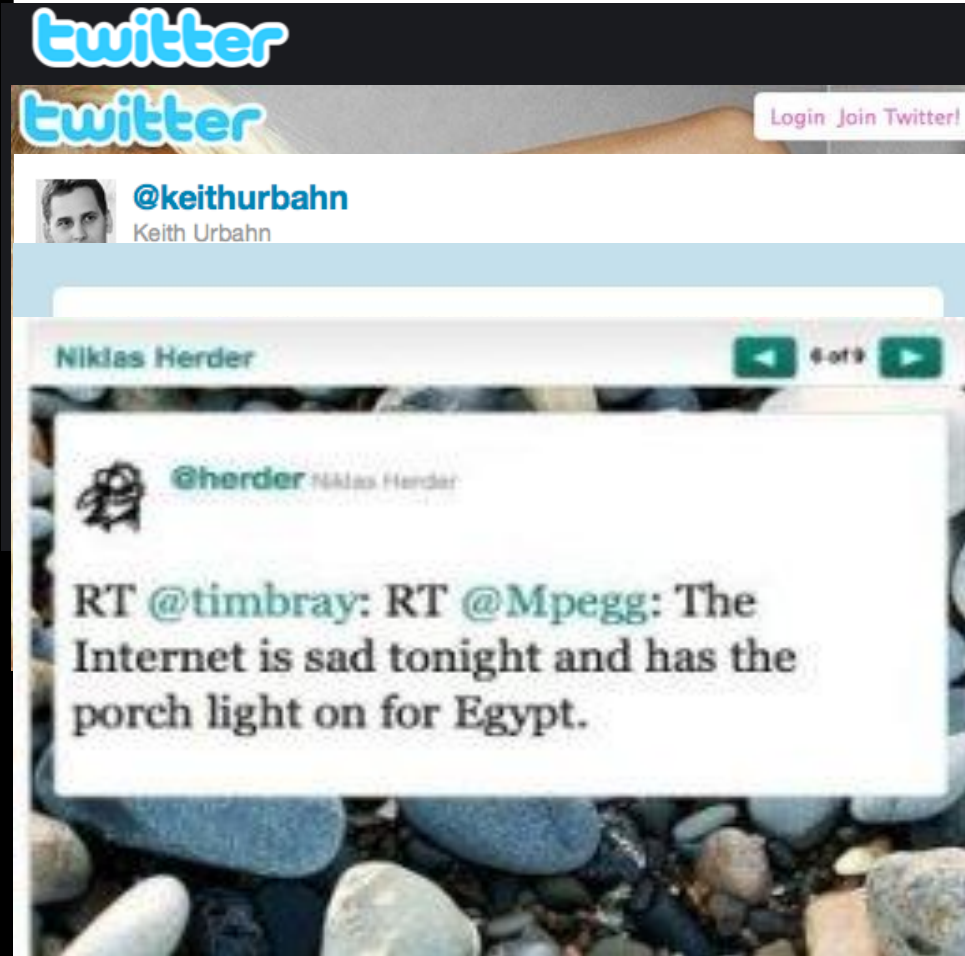 twitter
twitter
Login Join Twitter!
@keithurbahn
Keith Urbahn
Niklas Herder
6 of 9
@herder Niklas Herder
RT @timbray: RT @Mpegg: The
Internet is sad tonight and has the
porch light on for Egypt.